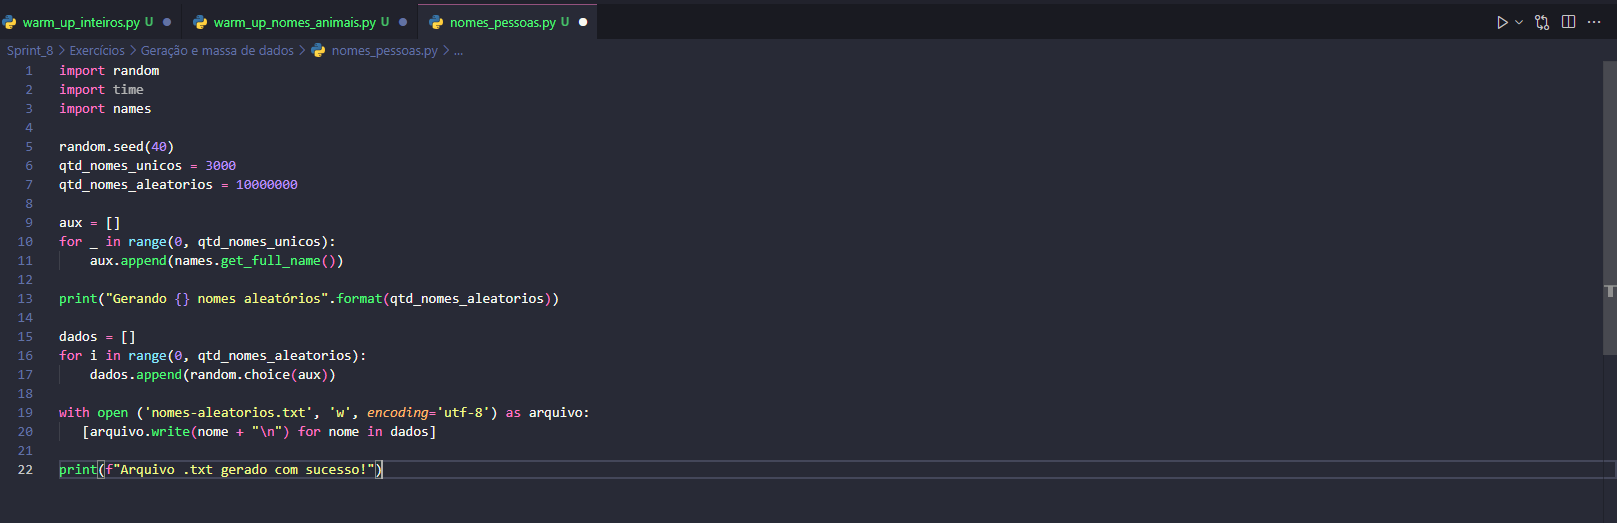 warm_up_inteiros.py U
warm_up_nomes_animais.py U
nomes_pessoas.py U
Sprint_8 > Exercícios > Geração e massa de dados > nomes_pessoas.py > ...
1 import random
2 import time
3 import names
4
5 random.seed(40)
6 qtd_nomes_unicos = 3000
7 qtd_nomes_aleatorios = 10000000
8
9 aux = []
10 for _ in range(0, qtd_nomes_unicos):
11     aux.append(names.get_full_name())
12
13 print("Gerando {} nomes aleatórios".format(qtd_nomes_aleatorios))
14
15 dados = []
16 for i in range(0, qtd_nomes_aleatorios):
17     dados.append(random.choice(aux))
18
19 with open ('nomes-aleatorios.txt', 'w', encoding='utf-8') as arquivo:
20    [arquivo.write(nome + "\n") for nome in dados]
21
22 print(f"Arquivo .txt gerado com sucesso!")